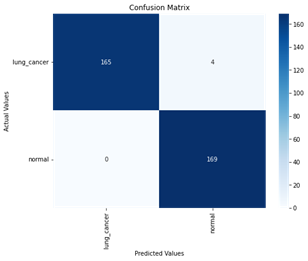 Confusion Matrix
lung_cancer
165
4
normal
0
169
Actual Values
lung_cancer
normal
Predicted Values
160
140
120
100
80
60
40
20
0